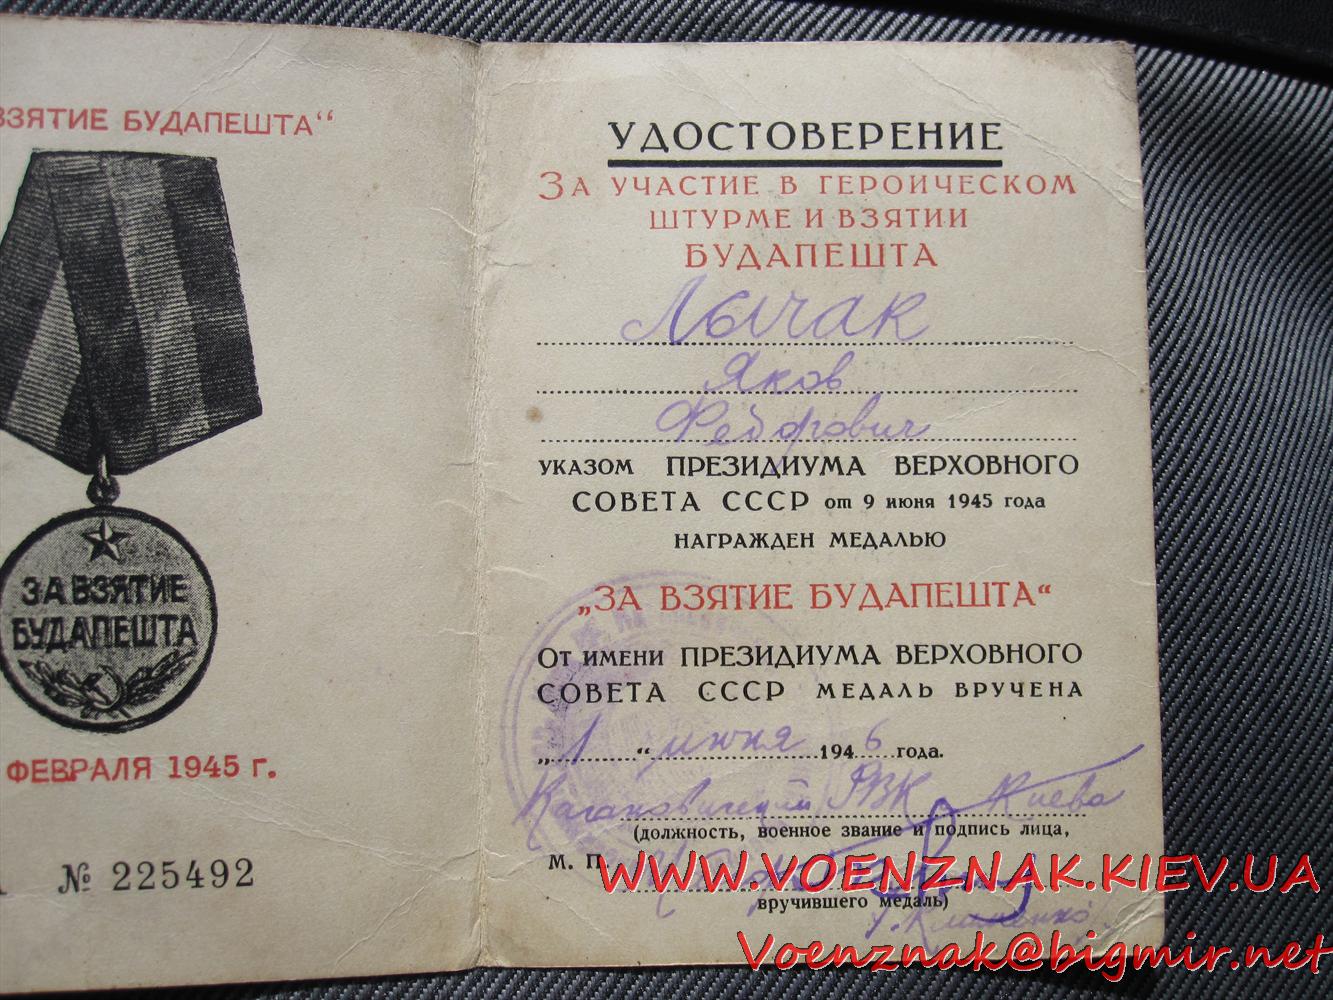 ВЗЯТИЕ БУДАПЕШТА“
ЗА ВЗЯТИЕ
БУДАПЕШТА
ФЕВРАЛЯ 1945 г.
№ 225492
УДОСТОВЕРЕНИЕ
ЗА УЧАСТИЕ В ГЕРОИЧЕСКОМ
ШТУРМЕ И ВЗЯТИИ
БУДАПЕШТА
Лычак
Яков
Федорович
УКАЗОМ ПРЕЗИДИУМА ВЕРХОВНОГО
СОВЕТА СССР от 9 июня 1945 года
НАГРАЖДЕН МЕДАЛЬЮ
„ЗА ВЗЯТИЕ БУДАПЕШТА“
ОТ ИМЕНИ ПРЕЗИДИУМА ВЕРХОВНОГО
СОВЕТА СССР МЕДАЛЬ ВРУЧЕНА
„1“ июня 1946 года.
Кагановический РВК Киева
(должность, военное звание и подпись лица,
М. П.
вручившего медаль)
WWW.VOENZNAK.KIEV.UA
Voenznak@bigmir.net